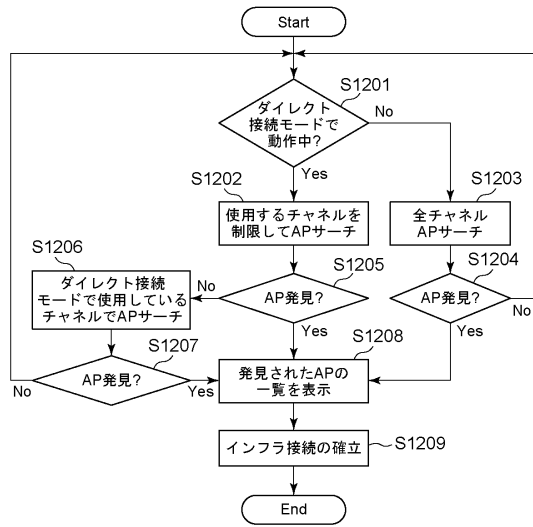 Start
S1201
ダイレクト
接続モードで
動作中?
No
Yes
S1202
使用するチャネルを
制限してAPサーチ
S1203
全チャネル
APサーチ
S1206
ダイレクト接続
モードで使用している
チャネルでAPサーチ
No
S1205
AP発見?
Yes
S1204
AP発見?
No
Yes
S1207
AP発見?
No
Yes
S1208
発見されたAPの
一覧を表示
インフラ接続の確立
S1209
End